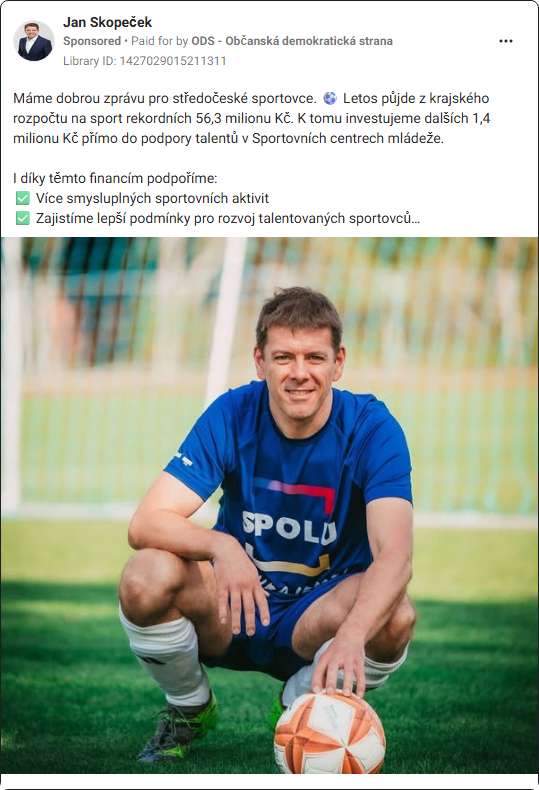 Jan Skopeček
Sponsored • Paid for by ODS - Občanská demokratická strana
Library ID: 1427029015211311
Máme dobrou zprávu pro středočeské sportovce. ⚽ Letos půjde z krajského
rozpočtu na sport rekordních 56,3 milionu Kč. K tomu investujeme dalších 1,4
milionu Kč přímo do podpory talentů v Sportovních centrech mládeže.
I díky těmto financím podpoříme:
✅ Více smysluplných sportovních aktivit
✅ Zajistíme lepší podmínky pro rozvoj talentovaných sportovců…
SPOLU